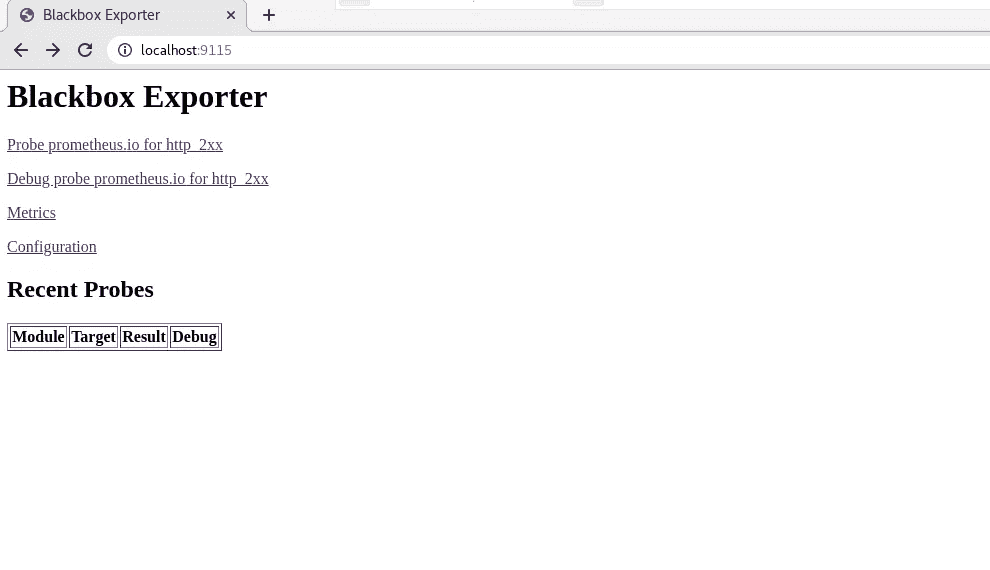 Blackbox Exporter
localhost:9115
Blackbox Exporter
Probe prometheus.io for http_2xx
Debug probe prometheus.io for http_2xx
Metrics
Configuration
Recent Probes
Module Target Result Debug